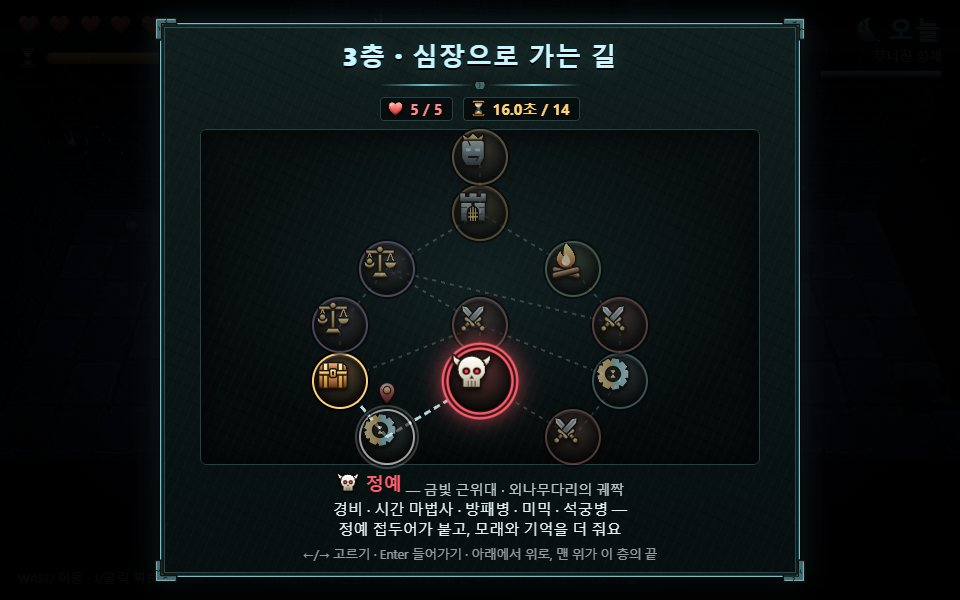 3층 · 심장으로 가는 길
5 / 5
16.0초 / 14
정예 — 금빛 근위대 · 외나무다리의 궤짝
경비 · 시간 마법사 · 방패병 · 미믹 · 석궁병 —
정예 접두어가 붙고, 모래와 기억을 더 줘요
←/→ 고르기 · Enter 들어가기 · 아래에서 위로, 맨 위가 이 층의 끝
오늘